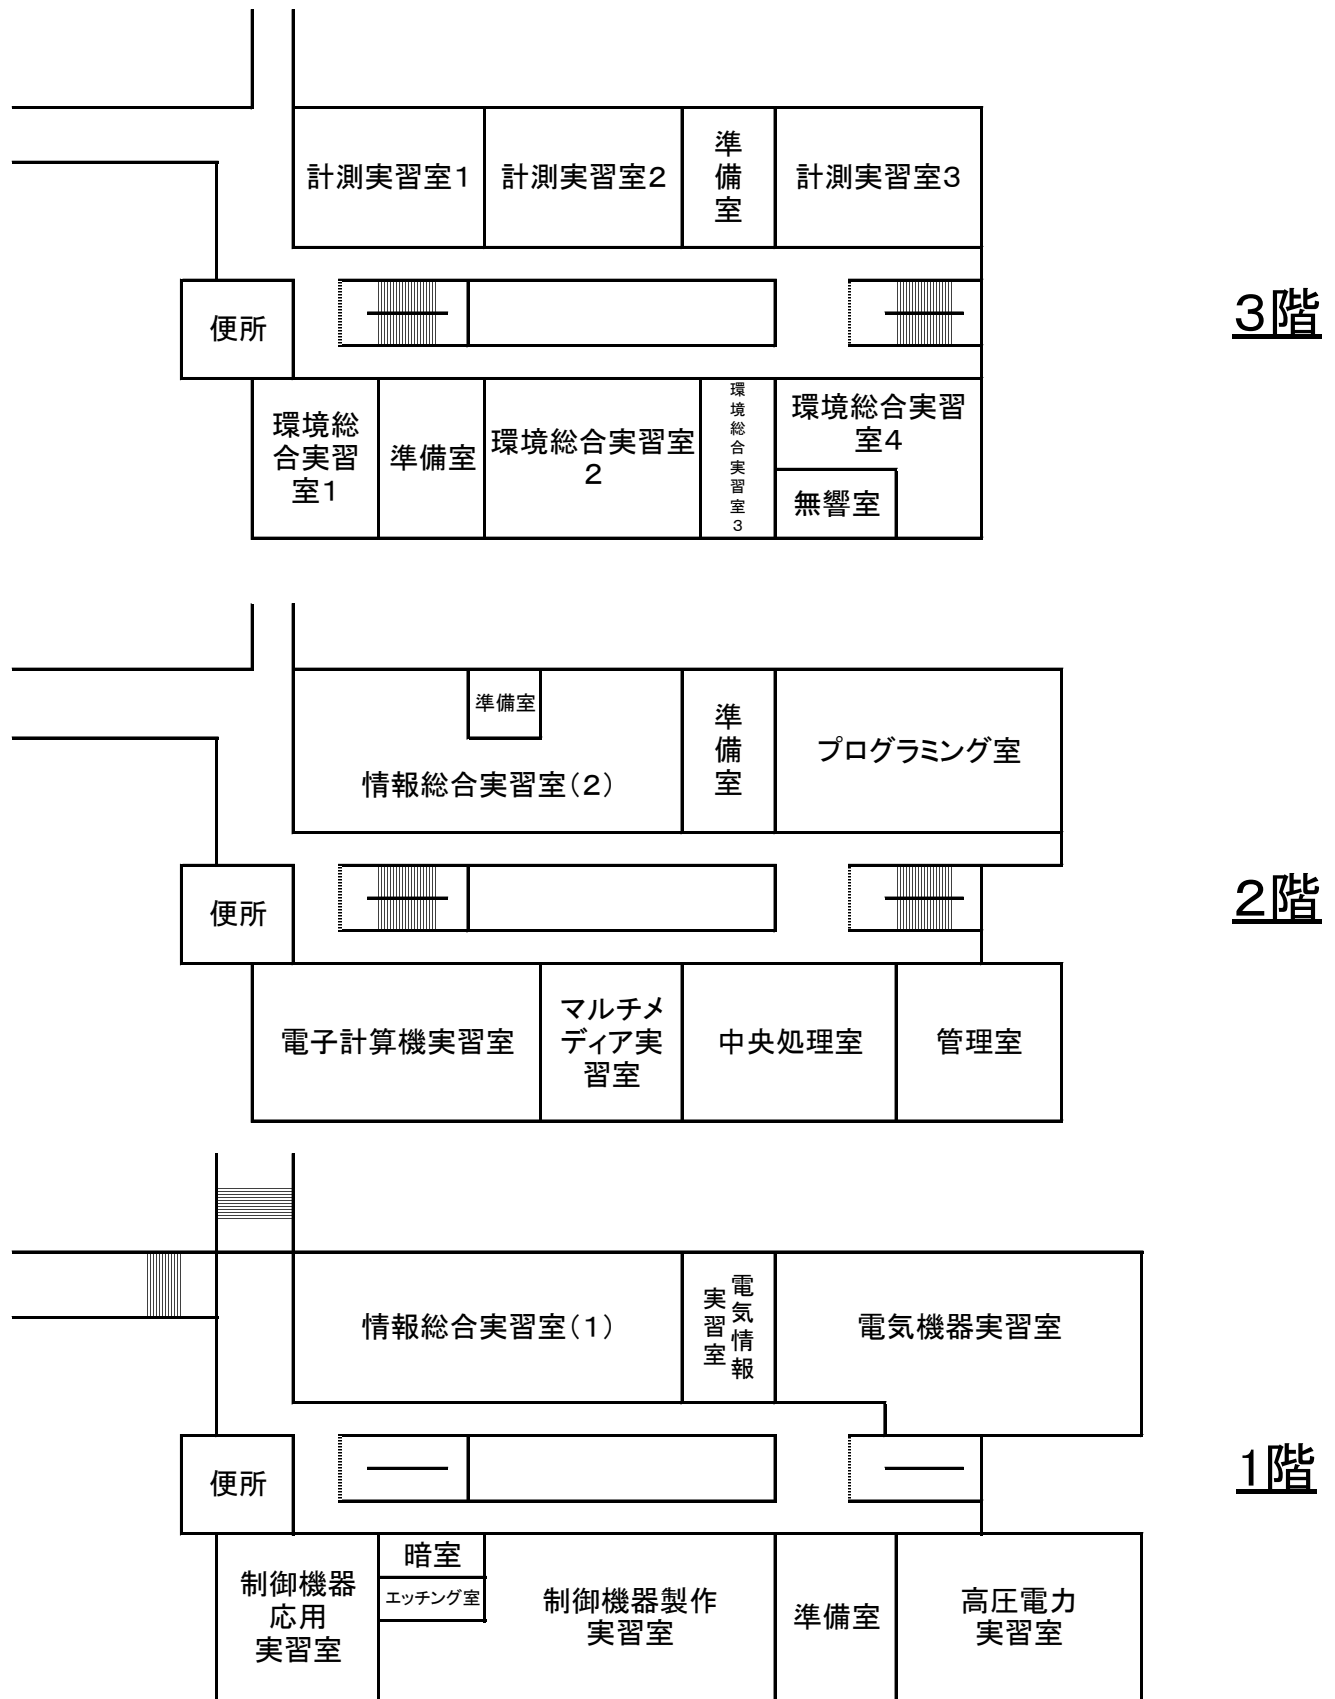 計測実習室1
計測実習室2
準
備
室
計測実習室3
便所
3階
環境総
合実習
室1
準備室
環境総合実習室
2
環
境
総
合
実
習
室
3
環境総合実習
室4
無響室
準備室
情報総合実習室(2)
準
備
室
プログラミング室
便所
2階
電子計算機実習室
マルチメ
ディア実
習室
中央処理室
管理室
情報総合実習室(1)
電気情報
実習室
電気機器実習室
便所
1階
制御機器
応用
実習室
暗室
エッチング室
制御機器製作
実習室
準備室
高圧電力
実習室